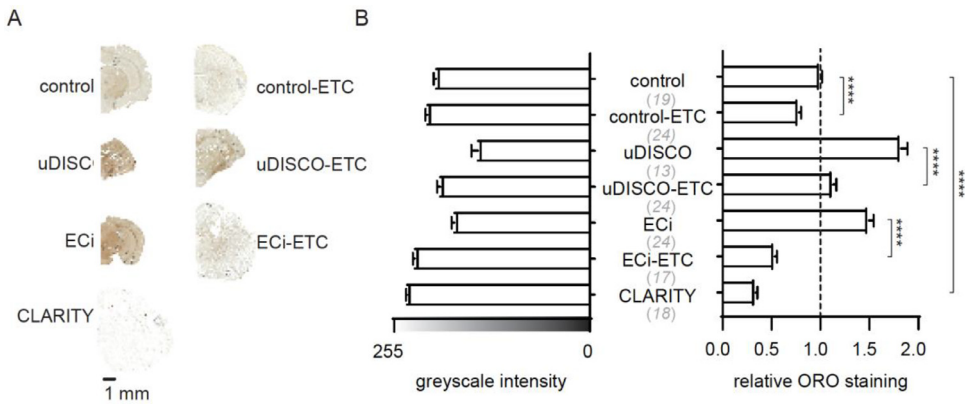 A
control
control-ETC
uDISC
uDISCO-ETC
ECi
ECi-ETC
CLARITY
1 mm
B
control
(19)
control-ETC
(24)
uDISCO
(13)
uDISCO-ETC
(24)
ECi
(24)
ECi-ETC
(17)
CLARITY
(18)
****
****
****
****
255
0
greyscale intensity
0.0
0.5
1.0
1.5
2.0
relative ORO staining